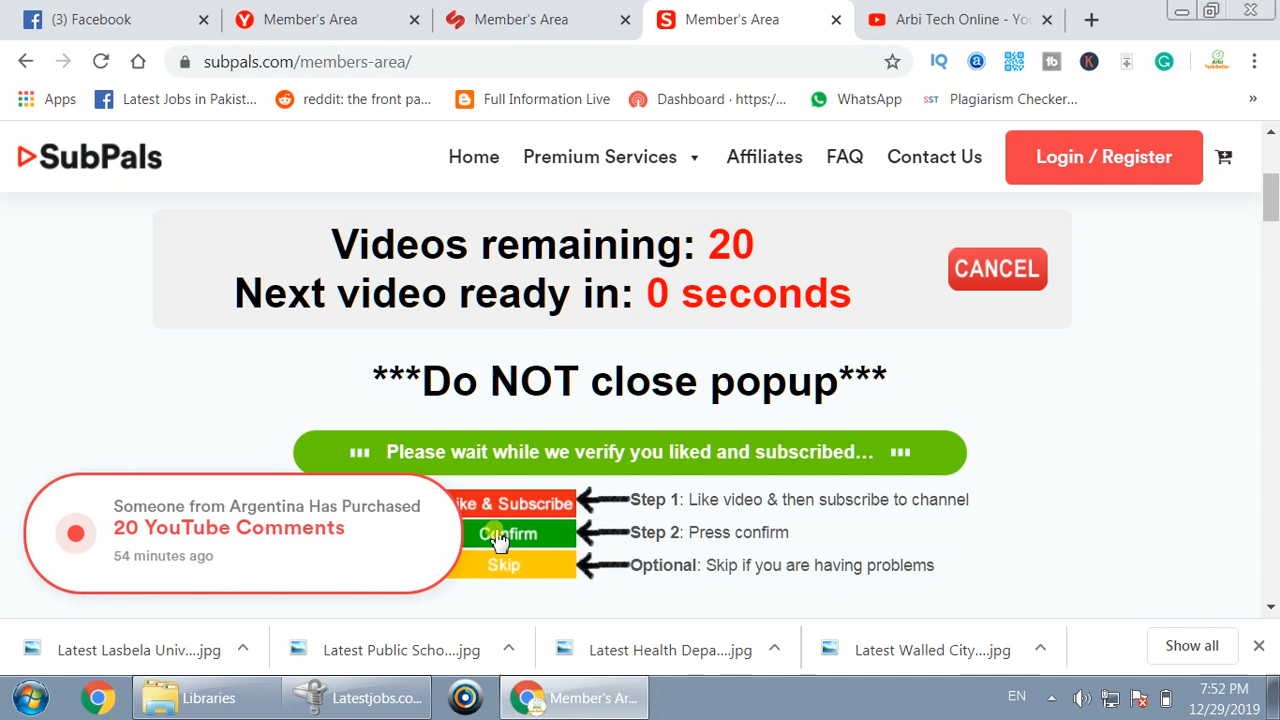 (3) Facebook
Member's Area
Member's Area
Member's Area
Arbi Tech Online - Yo
subpals.com/members-area/
Apps
Latest Jobs in Pakist...
reddit: the front pa...
Full Information Live
Dashboard : https:/...
WhatsApp
SST
Plagiarism Checker...
SubPals
Home
Premium Services
Affiliates
FAQ
Contact Us
Login / Register
Videos remaining: 20
Next video ready in: 0 seconds
CANCEL
***Do NOT close popup***
Please wait while we verify you liked and subscribed...
Someone from Argentina Has Purchased
20 YouTube Comments
54 minutes ago
ike & Subscribe
Step 1: Like video & then subscribe to channel
Confirm
Step 2: Press confirm
Skip
Optional: Skip if you are having problems
Latest Lasbela Univ....jpg
Latest Public Scho....jpg
Latest Health Depa....jpg
Latest Walled City....jpg
Show all
Libraries
Latestjobs.co...
Member's Ar...
EN
7:52 PM
12/29/2019